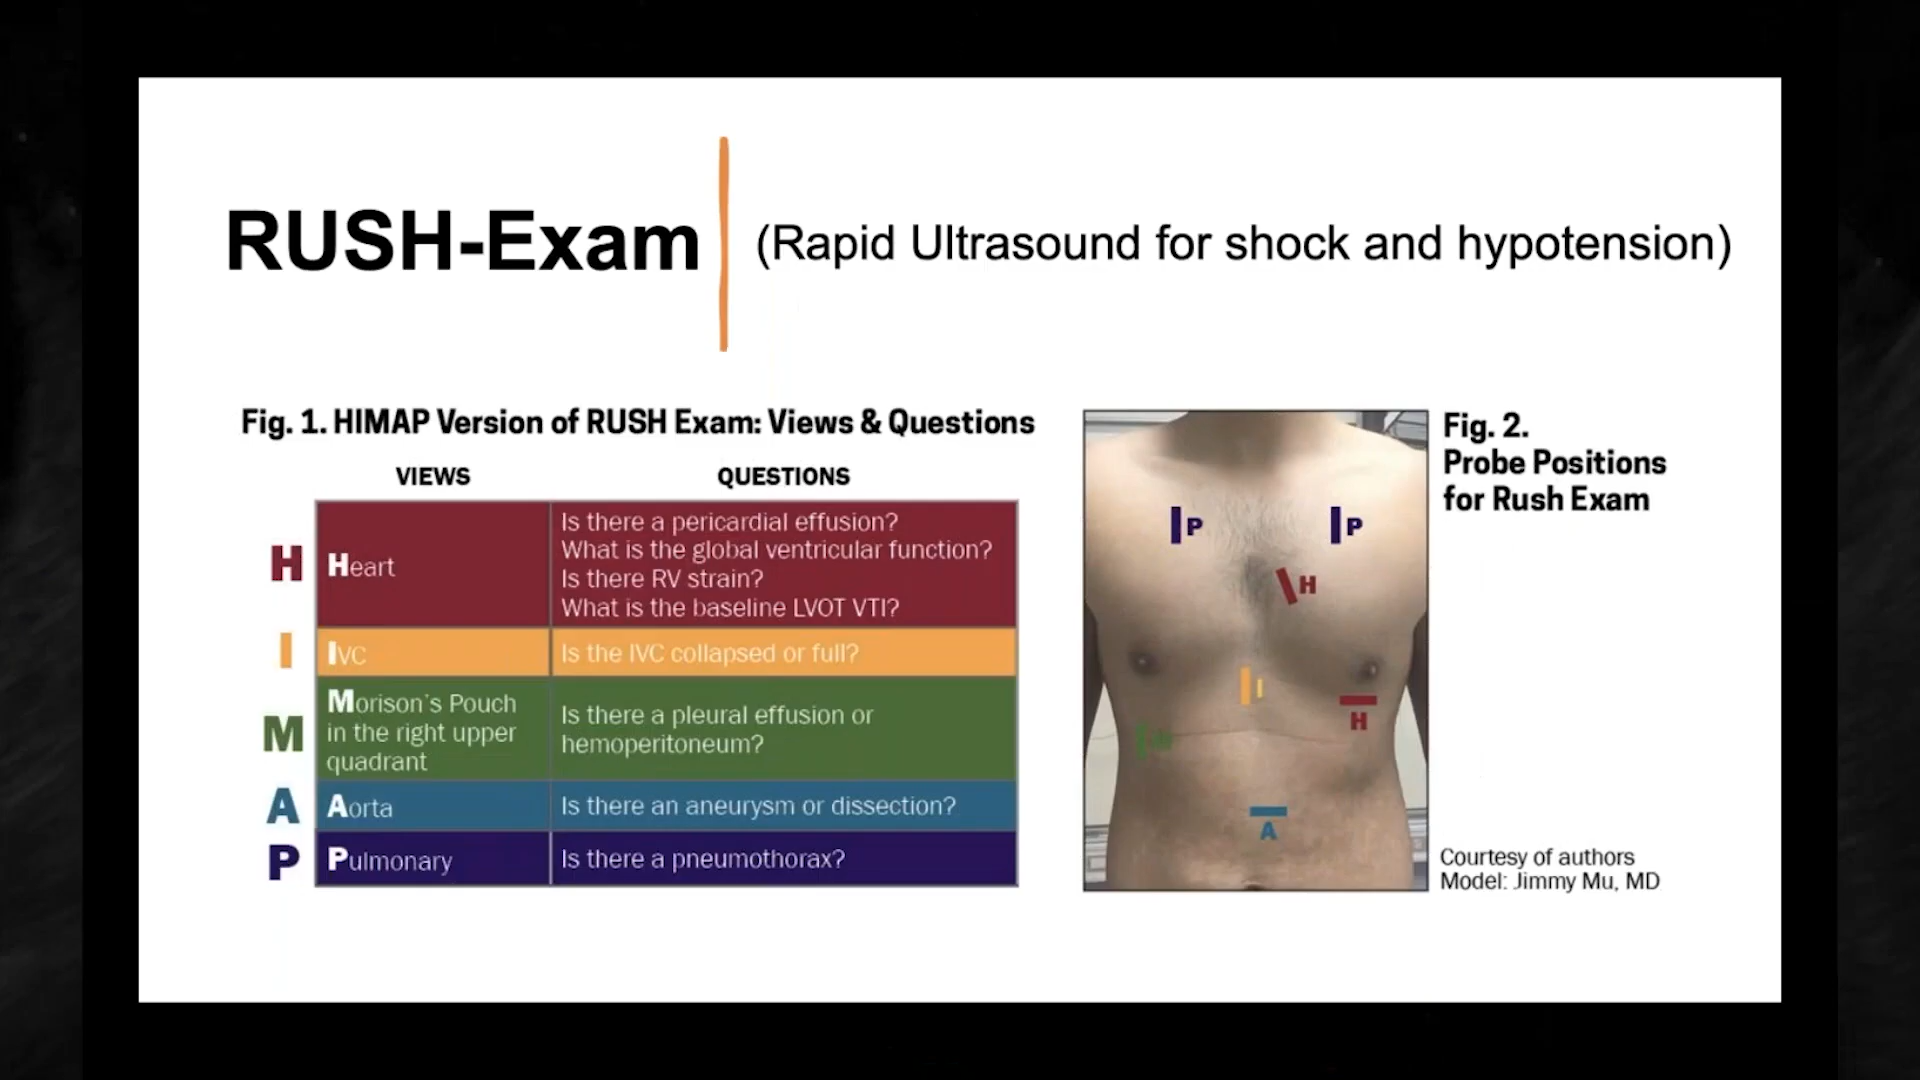 RUSH-Exam
(Rapid Ultrasound for shock and hypotension)
Fig. 1. HIMAP Version of RUSH Exam: Views & Questions
VIEWS
QUESTIONS
H
Heart
Is there a pericardial effusion?
What is the global ventricular function?
Is there RV strain?
What is the baseline LVOT VTI?
I
IVC
Is the IVC collapsed or full?
M
Morison's Pouch
in the right upper
quadrant
Is there a pleural effusion or
hemoperitoneum?
A
Aorta
Is there an aneurysm or dissection?
P
Pulmonary
Is there a pneumothorax?
Fig. 2.
Probe Positions
for Rush Exam
P
P
H
I
H
M
A
Courtesy of authors
Model: Jimmy Mu, MD